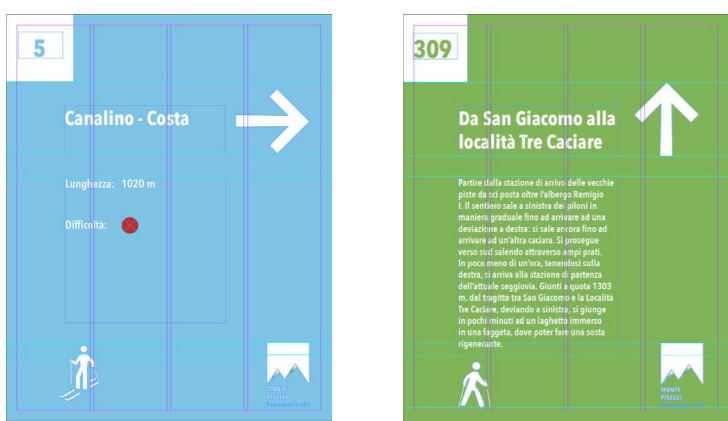 5
Canalino - Costa
Lunghezza: 1020 m
Difficoltà:
MONTE
PISELLI
Panoramic ski
309
Da San Giacomo alla
località Tre Caciare
Partire dalla stazione di arrivo delle vecchie
piste da sci posta oltre l'albergo Remigio
I. Il sentiero sale a sinistra dei piloni in
maniera graduale fino ad arrivare ad una
deviazione a destra: si sale ancora fino ad
arrivare ad un'altra caciara. Si prosegue
verso sud salendo attraverso ampi prati.
In poco meno di un'ora, tenendosi sulla
destra, si arriva alla stazione di partenza
dell'attuale seggiovia. Giunti a quota 1303
m. del tragitto tra San Giacomo e la Località
Tre Caciare, deviando a sinistra, si giunge
in pochi minuti ad un laghetto immerso
in una faggeta, dove poter fare una sosta
rigenerante.
MONTE
PISELLI
Panoramic ski